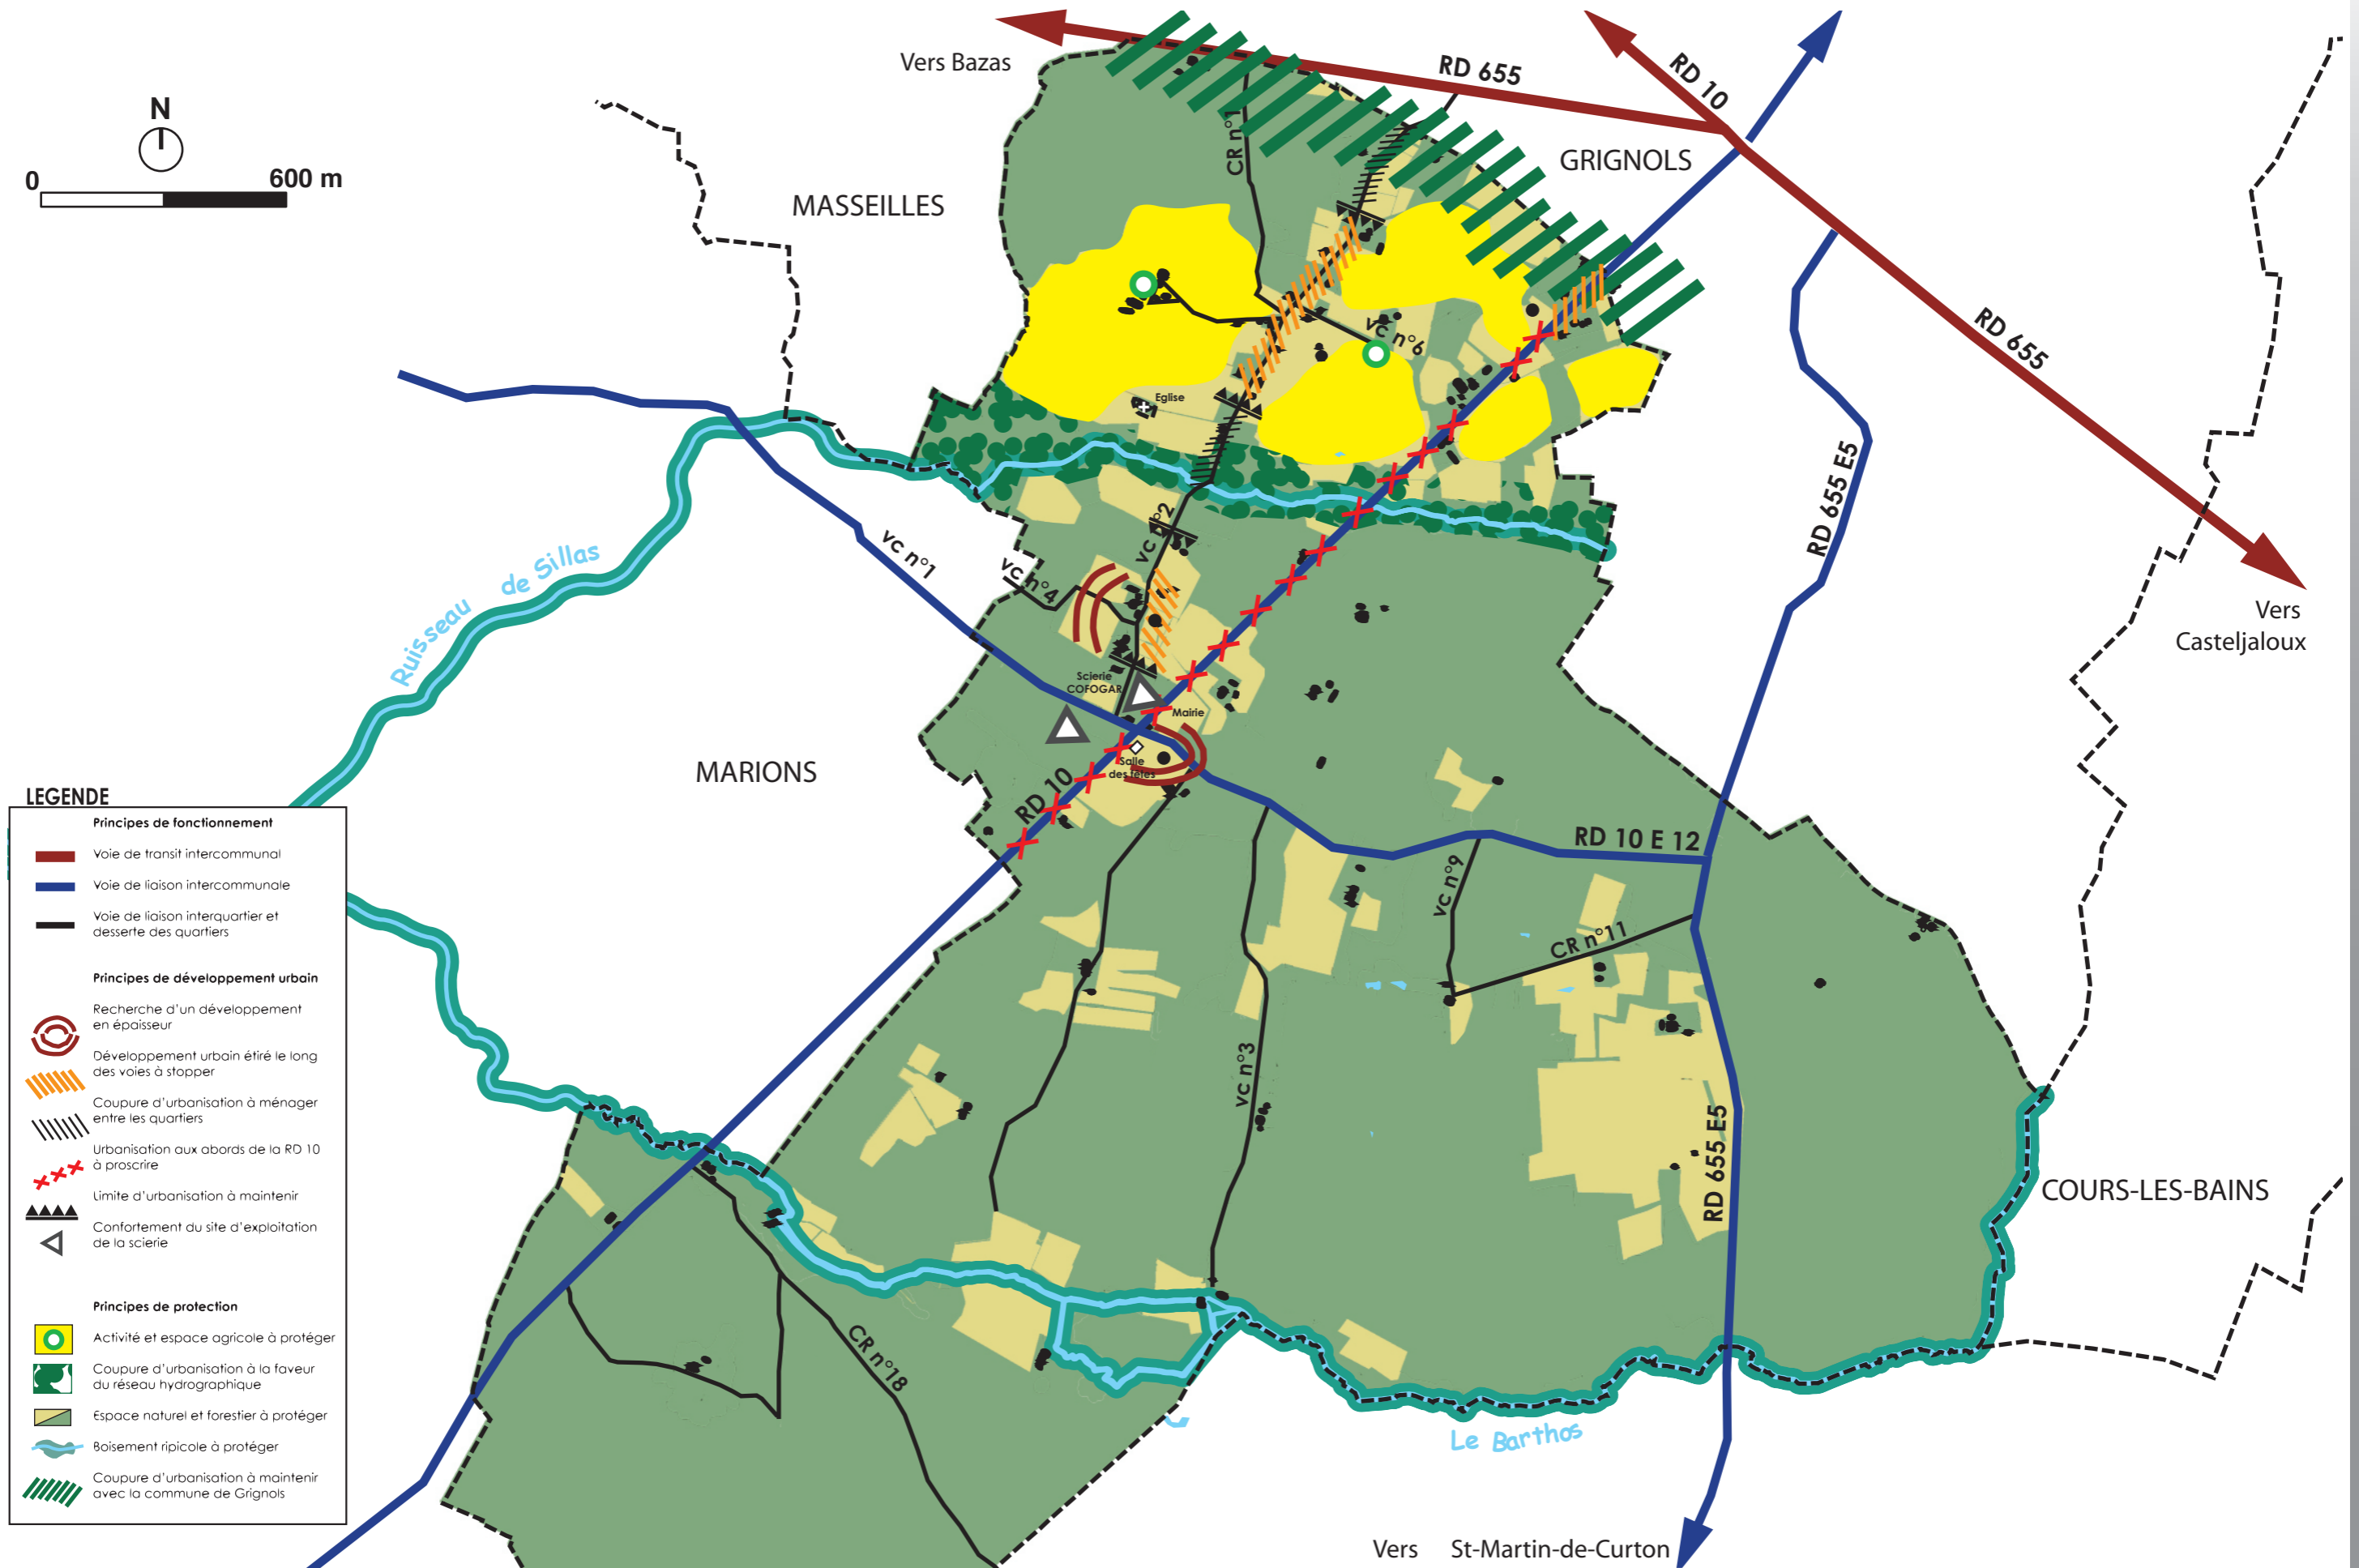 Vers Bazas
RD 655
RD 10
N
0
600 m
GRIGNOLS
MASSEILLES
CR n°1
vc n°6
RD 655
Eglise
RD 655 E5
vc n°2
vc n°1
vc n°4
Ruisseau de Sillas
Vers
Casteljaloux
Scierie
COFOGAR
Mairie
MARIONS
Salle
des fêtes
RD 10
RD 10 E 12
vc n°9
CR n°11
vc n°3
RD 655 E5
COURS-LES-BAINS
CR n°18
Le Barthos
Vers St-Martin-de-Curton
LEGENDE
Principes de fonctionnement
Voie de transit intercommunal
Voie de liaison intercommunale
Voie de liaison interquartier et
desserte des quartiers
Principes de développement urbain
Recherche d'un développement
en épaisseur
Développement urbain étiré le long
des voies à stopper
Coupure d'urbanisation à ménager
entre les quartiers
Urbanisation aux abords de la RD 10
à proscrire
Limite d'urbanisation à maintenir
Confortement du site d'exploitation
de la scierie
Principes de protection
Activité et espace agricole à protéger
Coupure d'urbanisation à la faveur
du réseau hydrographique
Espace naturel et forestier à protéger
Boisement ripicole à protéger
Coupure d'urbanisation à maintenir
avec la commune de Grignols